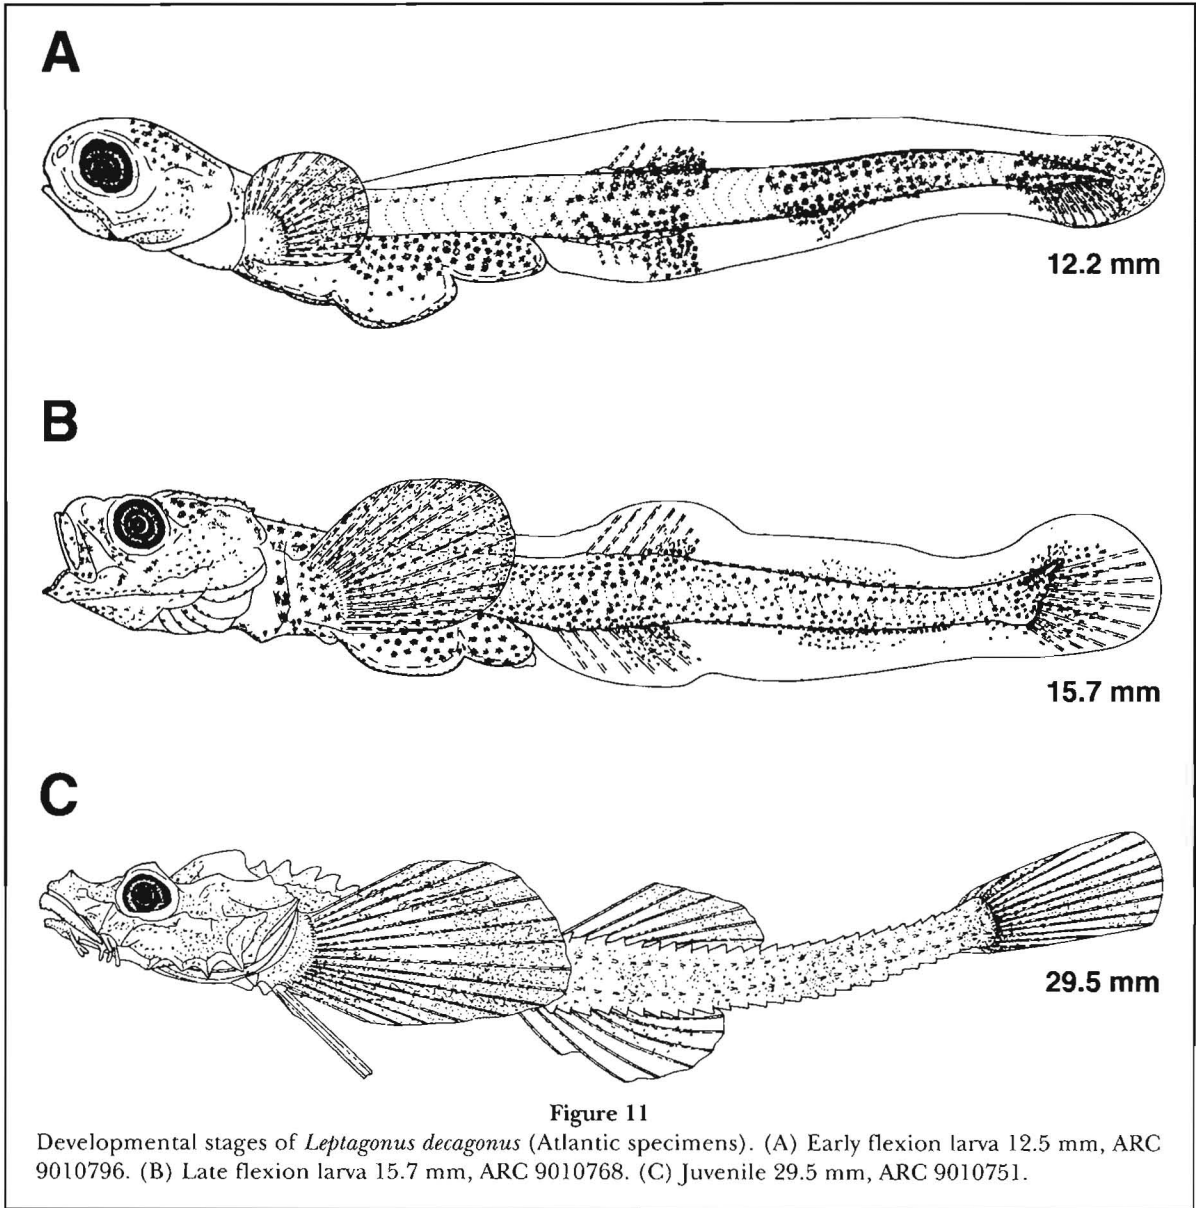 A
12.2 mm
B
15.7 mm
C
29.5 mm
Figure 11
Developmental stages of Leptagonus decagonus (Atlantic specimens). (A) Early flexion larva 12.5 mm, ARC
9010796. (B) Late flexion larva 15.7 mm, ARC 9010768. (C) Juvenile 29.5 mm, ARC 9010751.